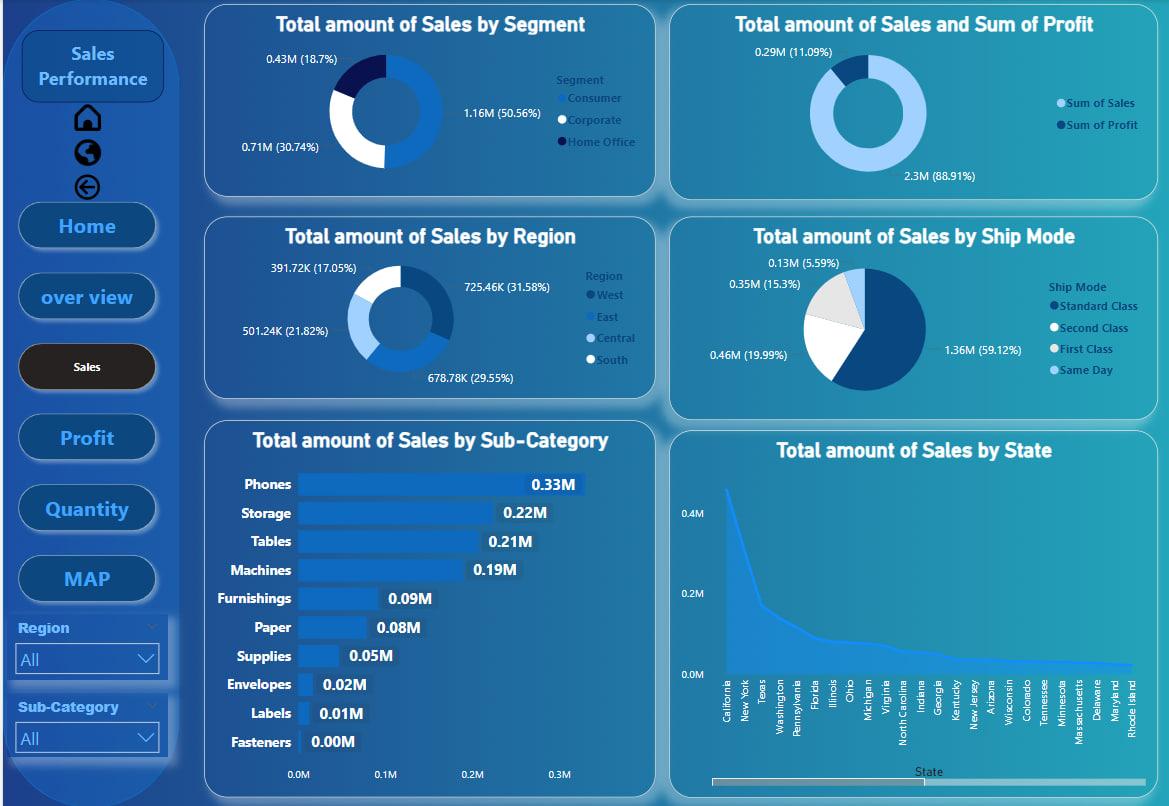 Sales
Performance
Home
over view
Sales
Profit
Quantity
MAP
Region
All
Sub-Category
All
Total amount of Sales by Segment
0.43M (18.7%)
1.16M (50.56%)
0.71M (30.74%)
Segment
Consumer
Corporate
Home Office
Total amount of Sales and Sum of Profit
0.29M (11.09%)
2.3M (88.91%)
Sum of Sales
Sum of Profit
Total amount of Sales by Region
391.72K (17.05%)
725.46K (31.58%)
501.24K (21.82%)
678.78K (29.55%)
Region
West
East
Central
South
Total amount of Sales by Ship Mode
0.13M (5.59%)
0.35M (15.3%)
0.46M (19.99%)
1.36M (59.12%)
Ship Mode
Standard Class
Second Class
First Class
Same Day
Total amount of Sales by Sub-Category
Phones 0.33M
Storage 0.22M
Tables 0.21M
Machines 0.19M
Furnishings 0.09M
Paper 0.08M
Supplies 0.05M
Envelopes 0.02M
Labels 0.01M
Fasteners 0.00M
0.0M 0.1M 0.2M 0.3M
Total amount of Sales by State
0.4M
0.2M
0.0M
California
New York
Texas
Washington
Pennsylvania
Florida
Illinois
Ohio
Michigan
Virginia
North Carolina
Indiana
Georgia
Kentucky
New Jersey
Arizona
Wisconsin
Colorado
Tennessee
Minnesota
Massachusetts
Delaware
Maryland
Rhode Island
State